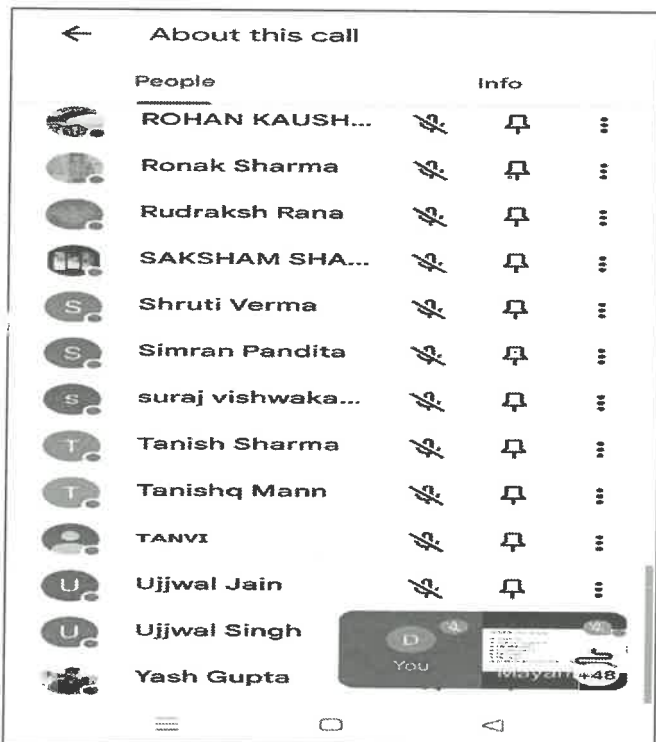 About this call
People Info
ROHAN KAUSH...
Ronak Sharma
Rudraksh Rana
SAKSHAM SHA...
S Shruti Verma
S Simran Pandita
s suraj vishwaka...
T Tanish Sharma
T Tanishq Mann
TANVI
U Ujjwal Jain
U Ujjwal Singh
D
You
+48
Yash Gupta